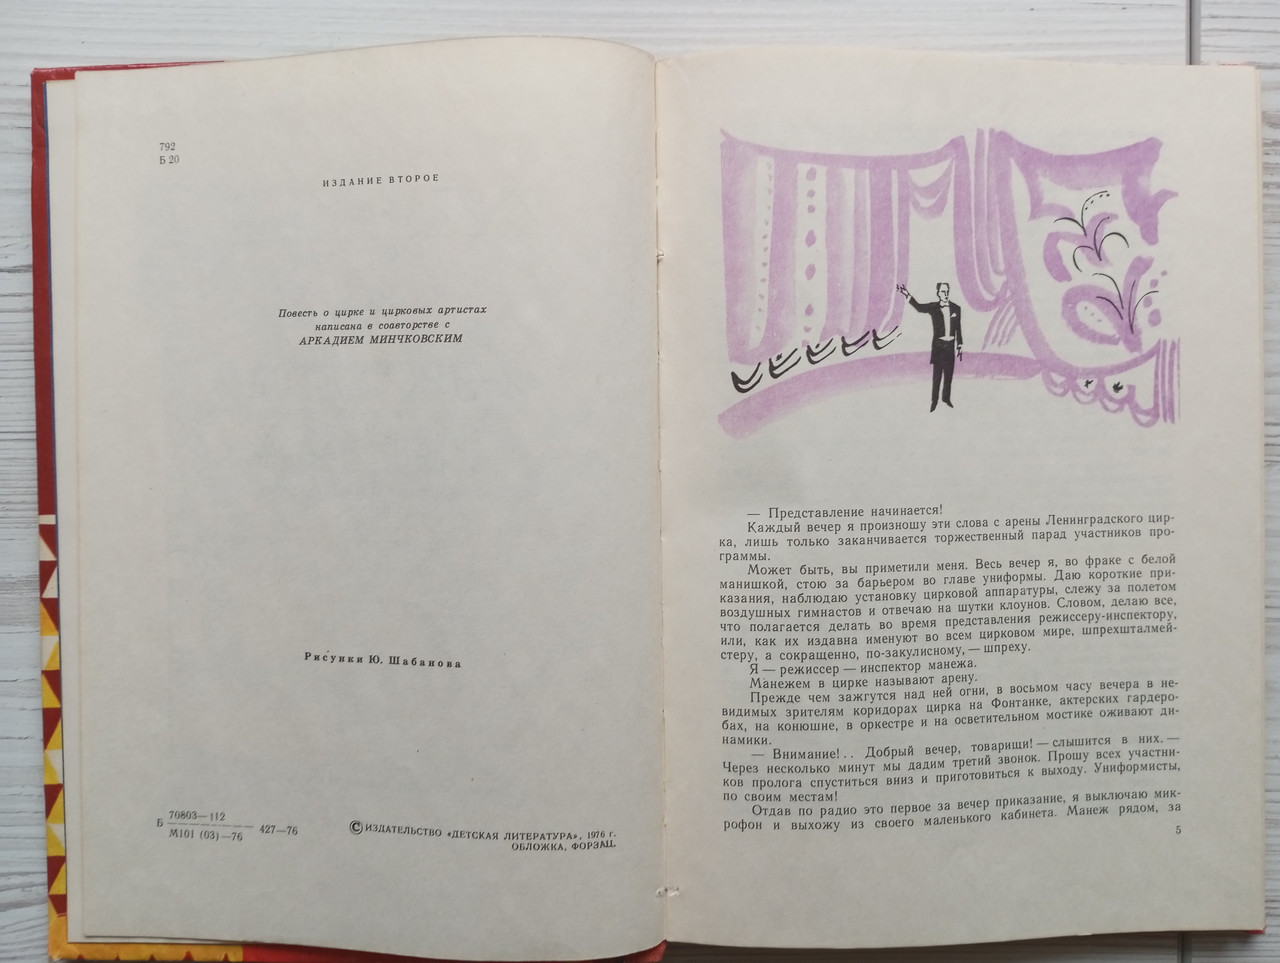 792
Б 20
ИЗДАНИЕ ВТОРОЕ
Повесть о цирке и цирковых артистах
написана в соавторстве с
АРКАДИЕМ МИНЧКОВСКИМ
Рисунки Ю. Шабанова
Б 70803—112
М101 (03)—76 427—76
© ИЗДАТЕЛЬСТВО «ДЕТСКАЯ ЛИТЕРАТУРА», 1976 г.
ОБЛОЖКА, ФОРЗАЦ.
— Представление начинается!
Каждый вечер я произношу эти слова с арены Ленинградского цир-
ка, лишь только заканчивается торжественный парад участников про-
граммы.
Может быть, вы приметили меня. Весь вечер я, во фраке с белой
манишкой, стою за барьером во главе униформы. Даю короткие при-
казания, наблюдаю установку цирковой аппаратуры, слежу за полетом
воздушных гимнастов и отвечаю на шутки клоунов. Словом, делаю все,
что полагается делать во время представления режиссеру-инспектору,
или, как их издавна именуют во всем цирковом мире, шпрехшталмей-
стеру, а сокращенно, по-закулисному, — шпреху.
Я — режиссер — инспектор манежа.
Манежем в цирке называют арену.
Прежде чем зажгутся над ней огни, в восьмом часу вечера в не-
видимых зрителям коридорах цирка на Фонтанке, актерских гардеро-
бах, на конюшне, в оркестре и на осветительном мостике оживают ди-
намики.
— Внимание!.. Добрый вечер, товарищи! — слышится в них. —
Через несколько минут мы дадим третий звонок. Прошу всех участни-
ков пролога спуститься вниз и приготовиться к выходу. Униформисты,
по своим местам!
Отдав по радио это первое за вечер приказание, я выключаю мик-
рофон и выхожу из своего маленького кабинета. Манеж рядом, за
5